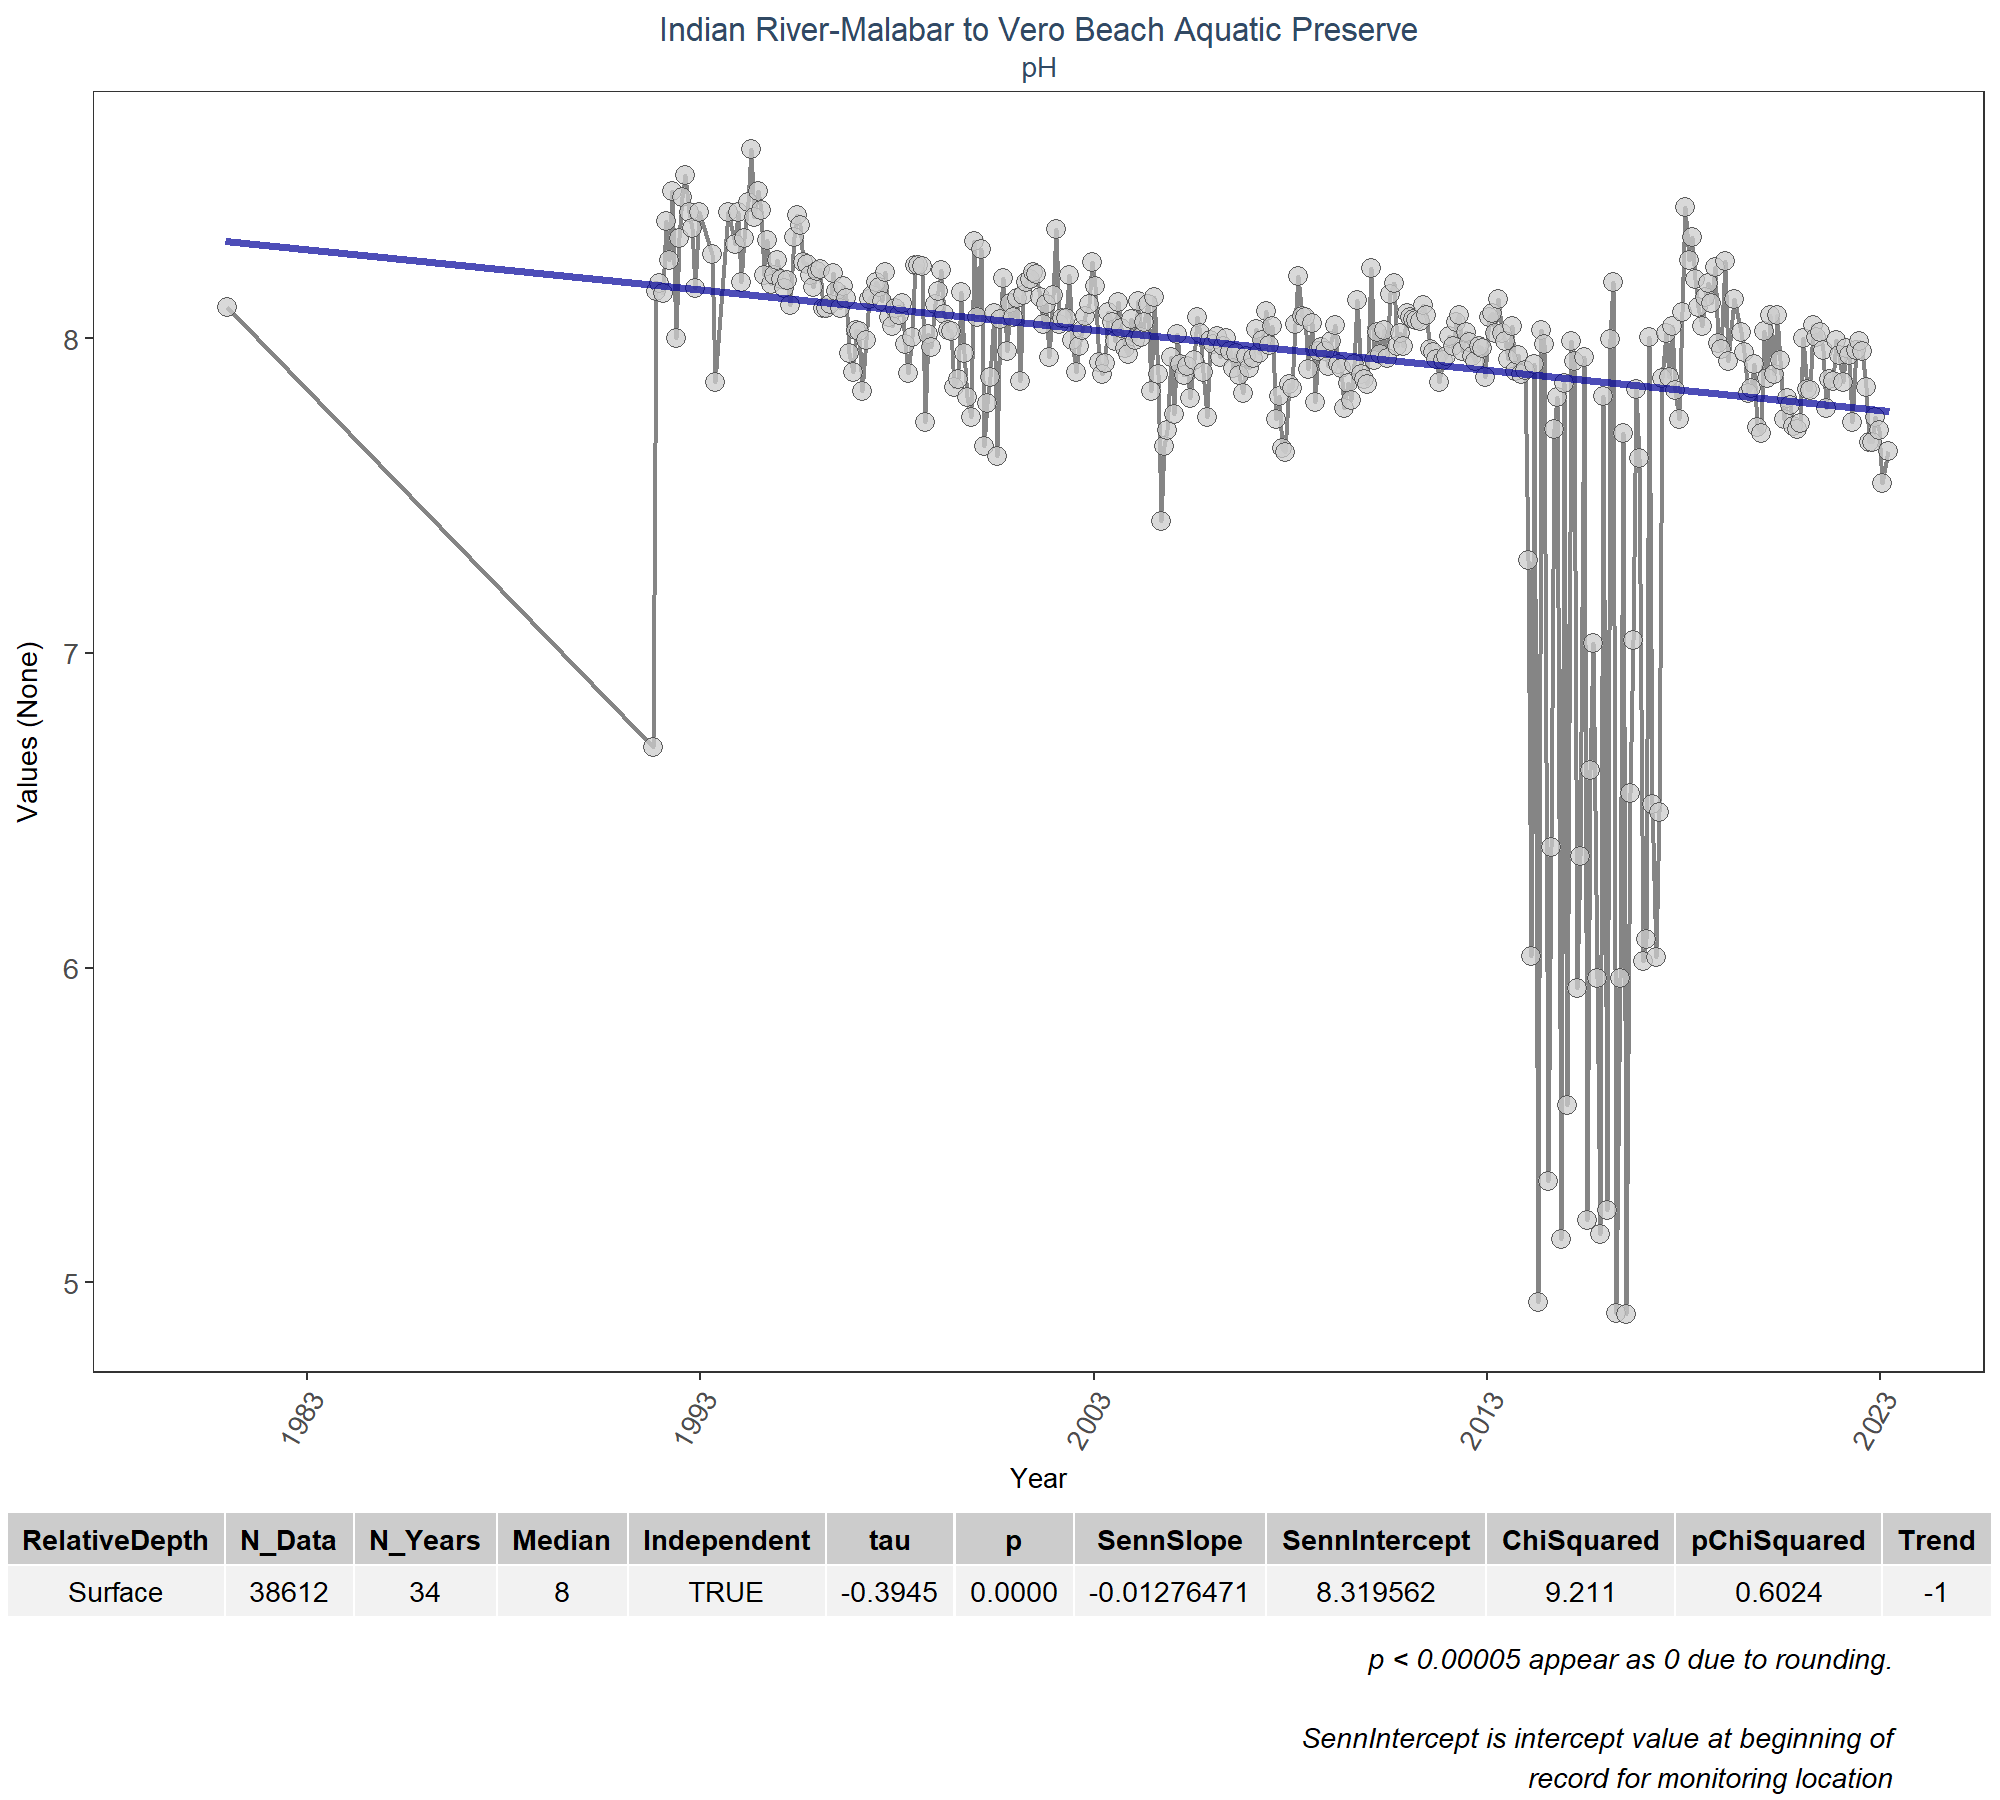 Indian River-Malabar to Vero Beach Aquatic Preserve
pH
Values (None)
8
7
6
5
1983
1993
2003
2013
2023
Year
RelativeDepth N_Data N_Years Median Independent tau p SennSlope SennIntercept ChiSquared pChiSquared Trend
Surface 38612 34 8 TRUE -0.3945 0.0000 -0.01276471 8.319562 9.211 0.6024 -1
p < 0.00005 appear as 0 due to rounding.
SennIntercept is intercept value at beginning of
record for monitoring location